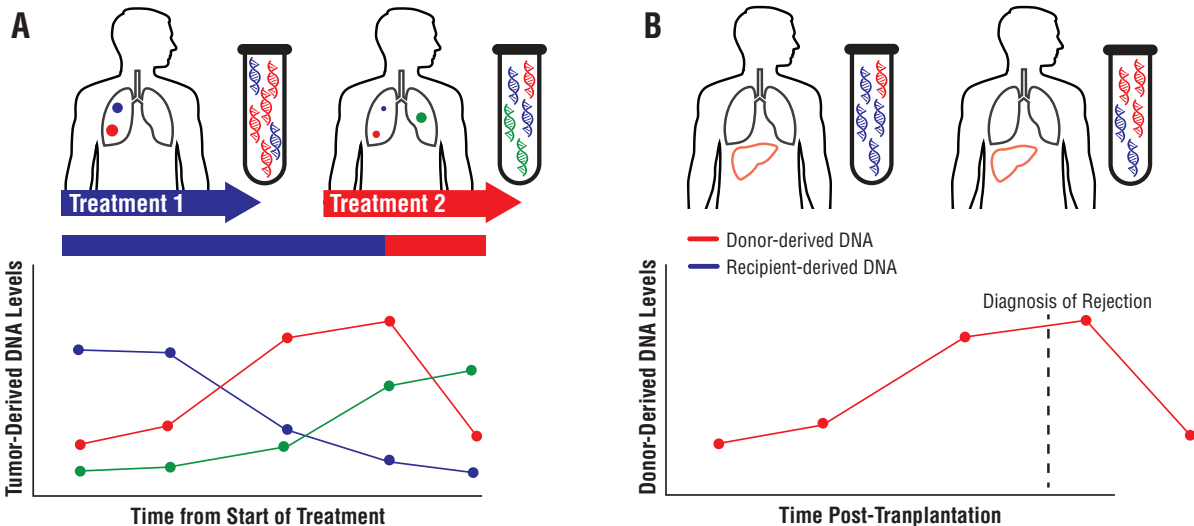 A
Treatment 1
Treatment 2
Tumor-Derived DNA Levels
Time from Start of Treatment
B
Donor-derived DNA
Recipient-derived DNA
Diagnosis of Rejection
Donor-Derived DNA Levels
Time Post-Tranplantation